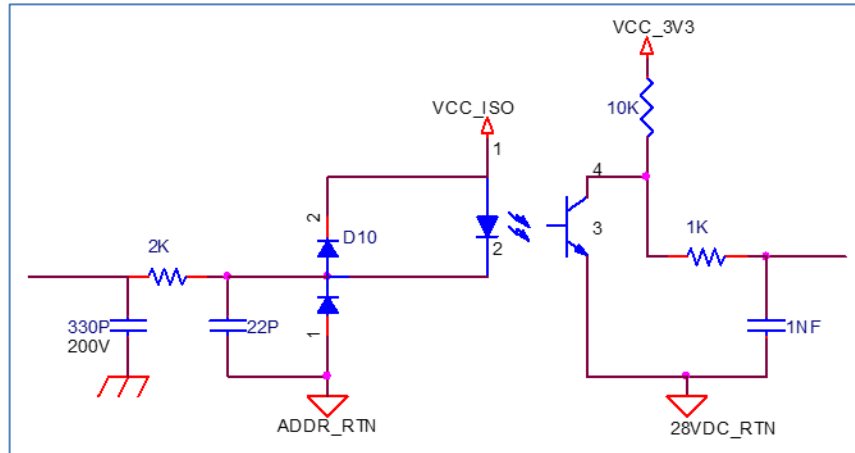 VCC_3V3
10K
VCC_ISO
1
4
2
D10
3
1K
2K
2
330P
200V
22P
1
1NF
ADDR_RTN
28VDC_RTN